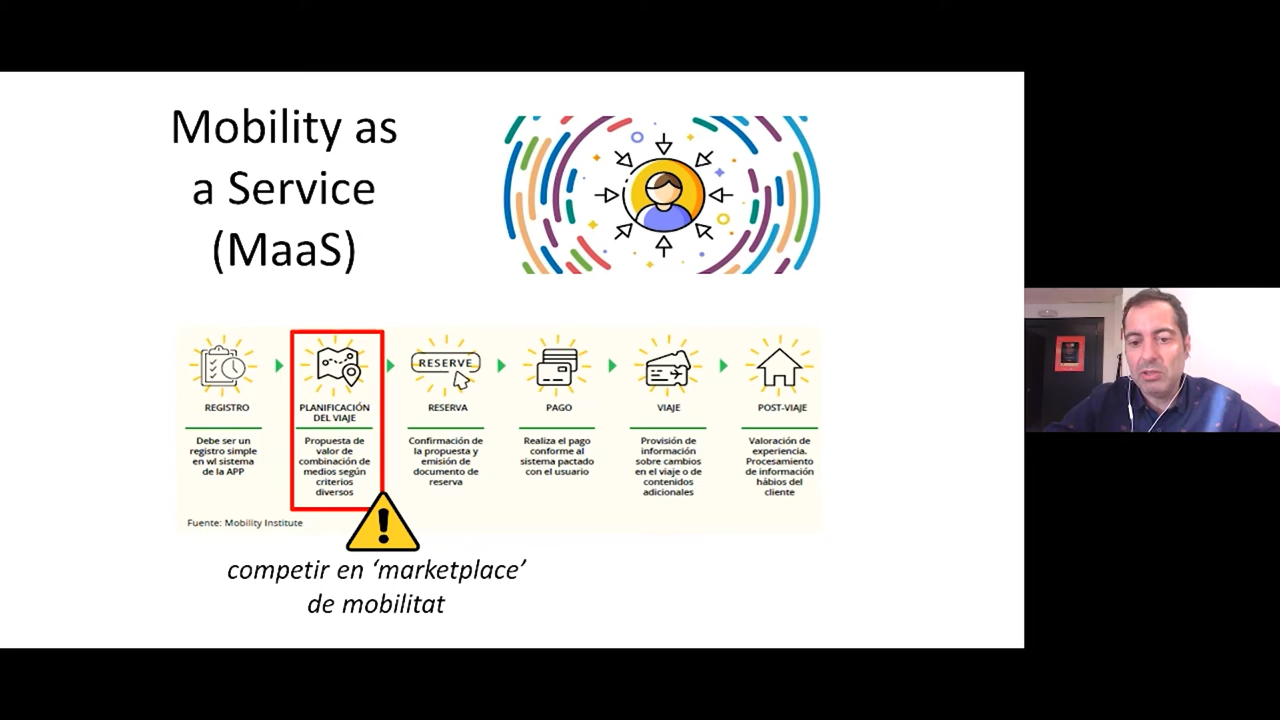 Mobility as
a Service
(MaaS)
RESERVE
REGISTRO
PLANIFICACIÓN
DEL VIAJE
RESERVA
PAGO
VIAJE
POST-VIAJE
Debe ser un
registro simple
en wl sistema
de la APP
Propuesta de
valor de
combinación de
medios según
criterios
diversos
Confirmación de
la propuesta y
emisión de
documento de
reserva
Realiza el pago
conforme al
sistema pactado
con el usuario
Provisión de
información
sobre cambios
en el viaje o de
contenidos
adicionales
Valoración de
experiencia.
Procesamiento
de información
hábios del
cliente
Fuente: Mobility Institute
competir en ‘marketplace’
de mobilitat